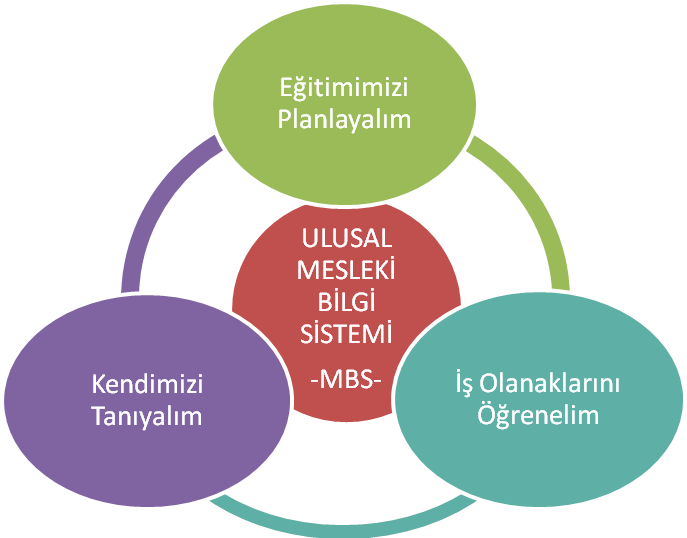 Eğitimimizi
Planlayalım
ULUSAL
MESLEKİ
BİLGİ
SİSTEMİ
-MBS-
Kendimizi
Tanıyalım
İş Olanaklarını
Öğrenelim